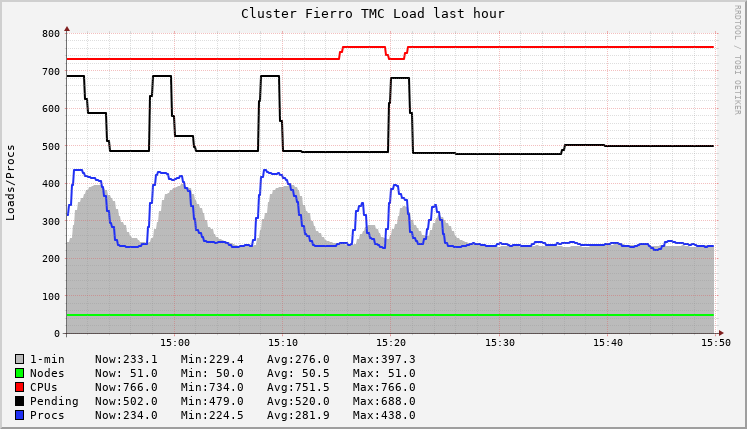 Cluster Fierro TMC Load last hour
RRDTOOL / TOBI OETIKER
Loads/Procs
800
700
600
500
400
300
200
100
0
15:00 15:10 15:20 15:30 15:40 15:50
1-min Now:233.1 Min:229.4 Avg:276.0 Max:397.3
Nodes Now: 51.0 Min: 50.0 Avg: 50.5 Max: 51.0
CPUs Now:766.0 Min:734.0 Avg:751.5 Max:766.0
Pending Now:502.0 Min:479.0 Avg:520.0 Max:688.0
Procs Now:234.0 Min:224.5 Avg:281.9 Max:438.0